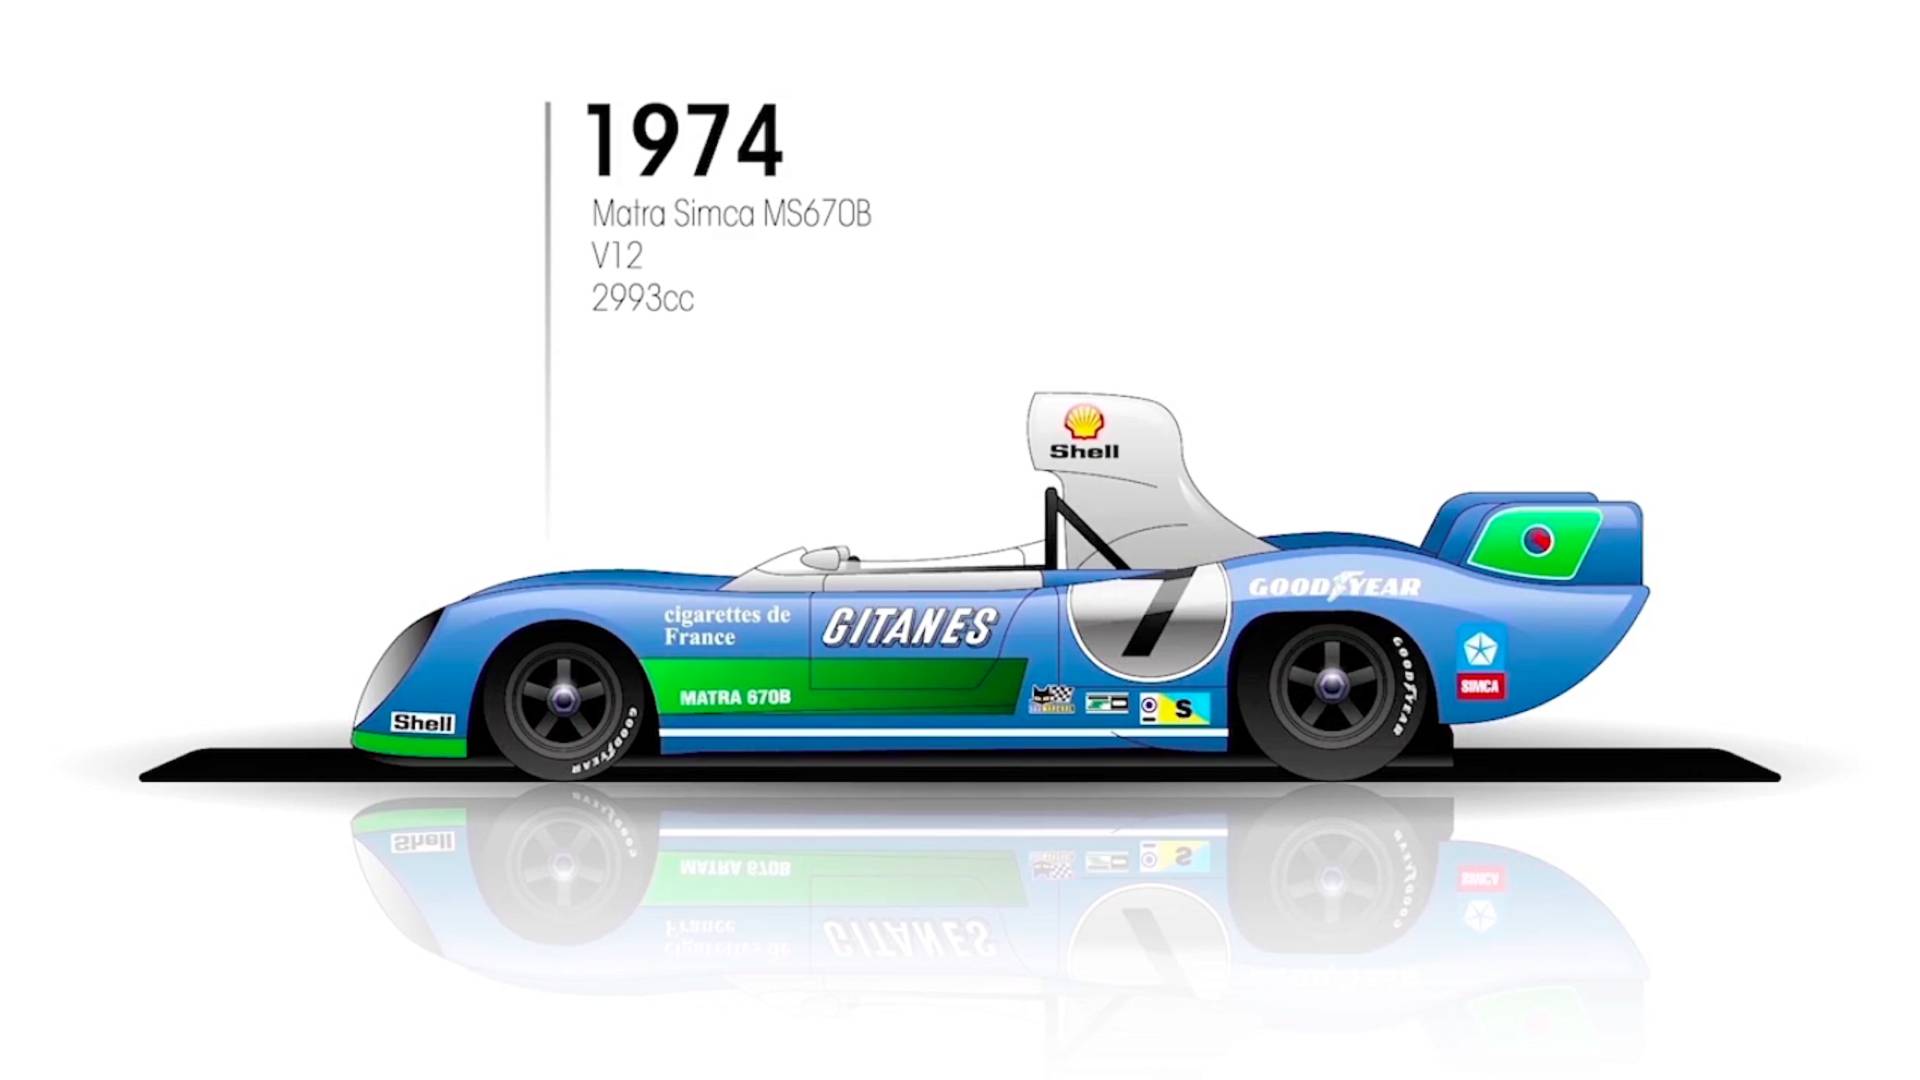 1974
Matra Simca MS670B
V12
2993cc
Shell
cigarettes de
France
GITANES
7
GOODYEAR
MATRA 670B
S
SIMCA
Shell
GOODYEAR
GOODYEAR